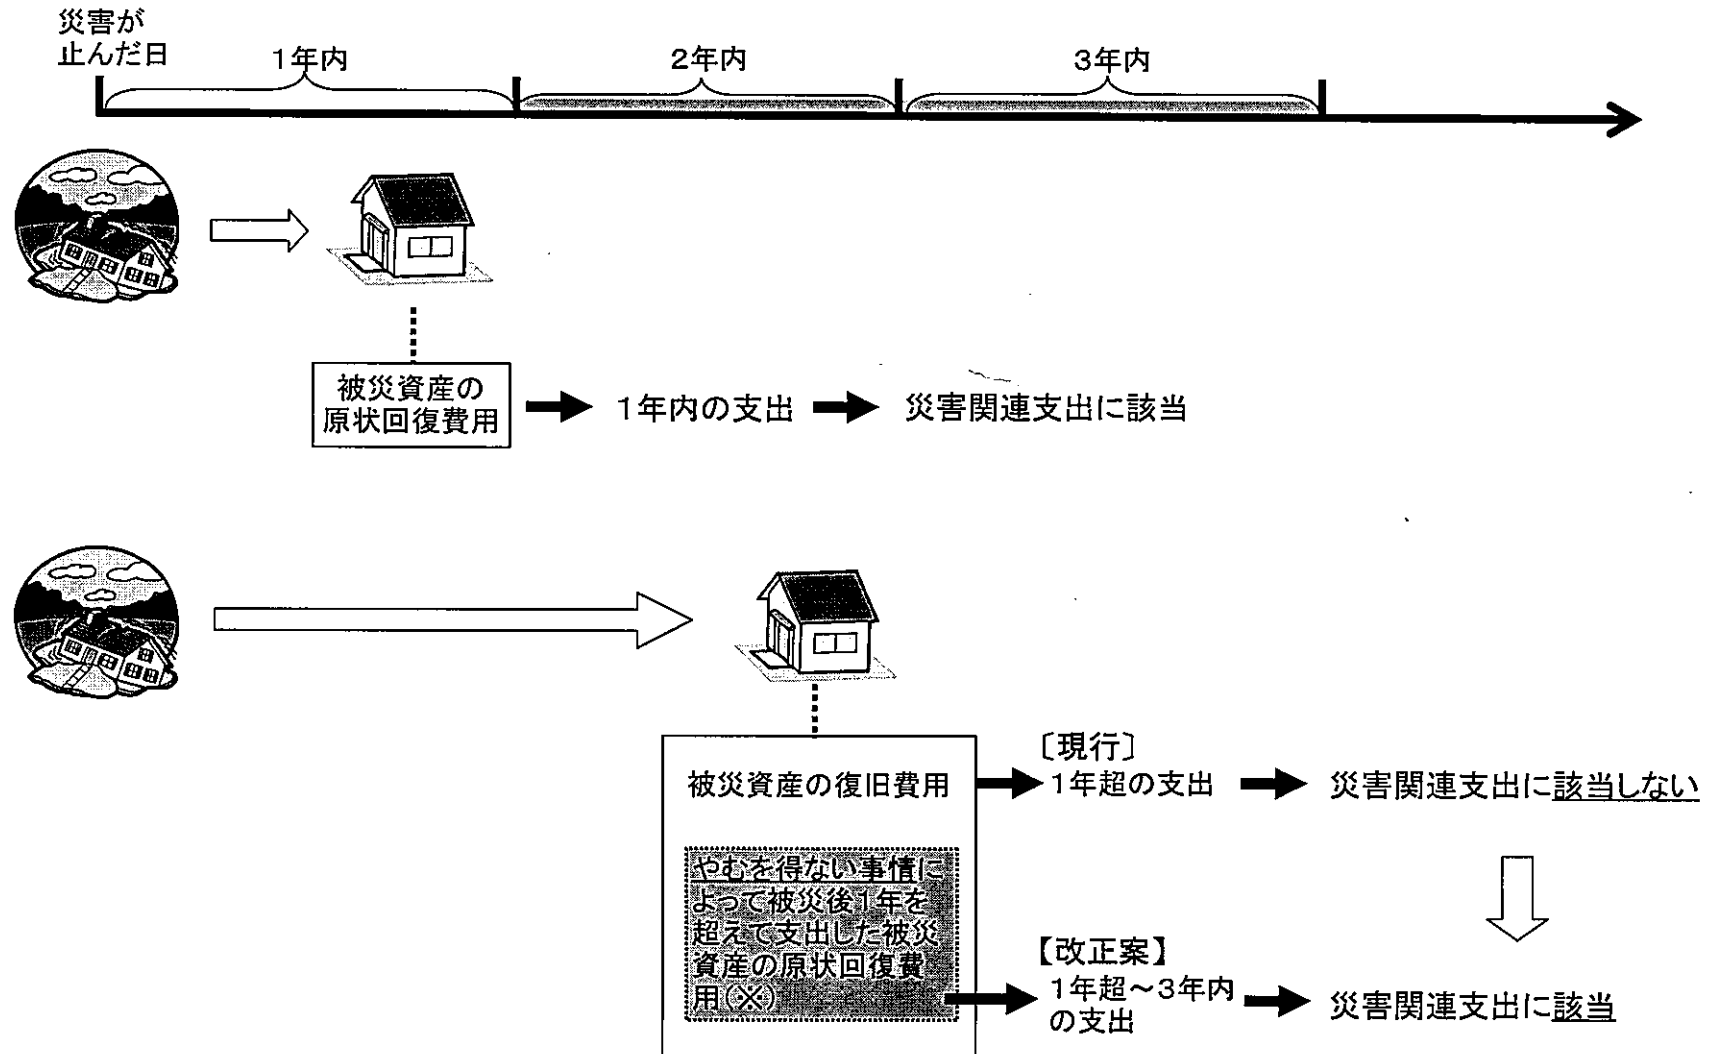 災害が
止んだ日
1年内
2年内
3年内
被災資産の
原状回復費用
1年内の支出
災害関連支出に該当
被災資産の復旧費用
〔現行〕
1年超の支出
災害関連支出に該当しない
やむを得ない事情に
よって被災後1年を
超えて支出した被災
資産の原状回復費
用(※)
【改正案】
1年超~3年内
の支出
災害関連支出に該当